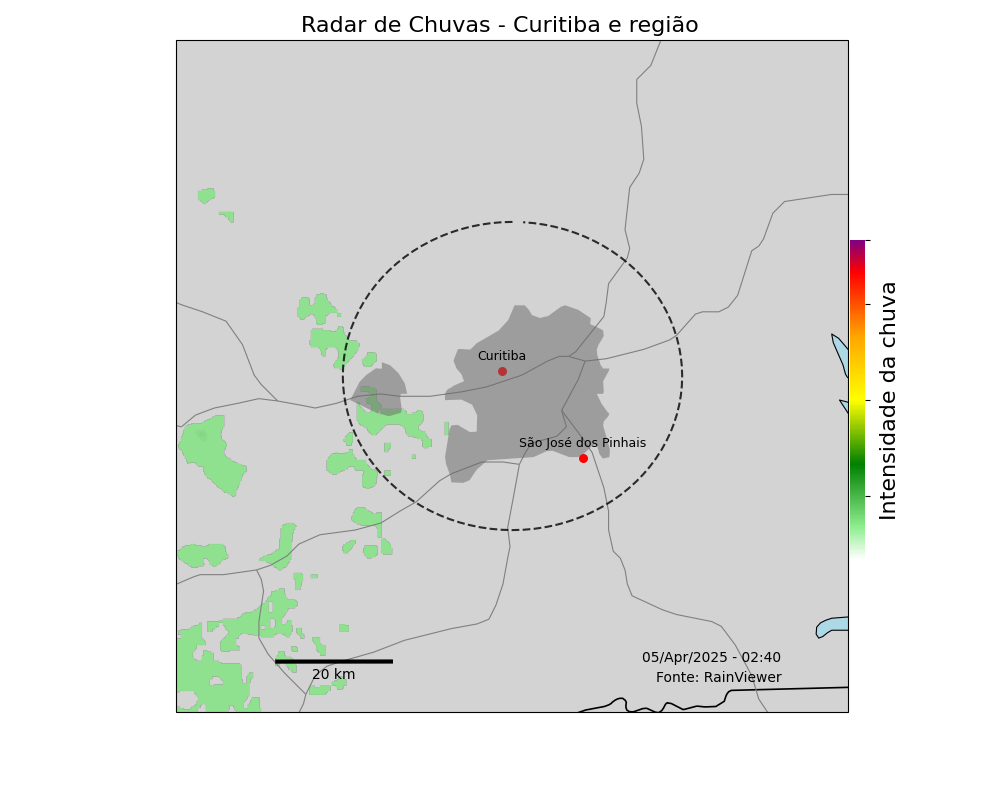 Radar de Chuvas - Curitiba e região
Curitiba
São José dos Pinhais
Intensidade da chuva
05/Apr/2025 - 02:40
Fonte: RainViewer
20 km